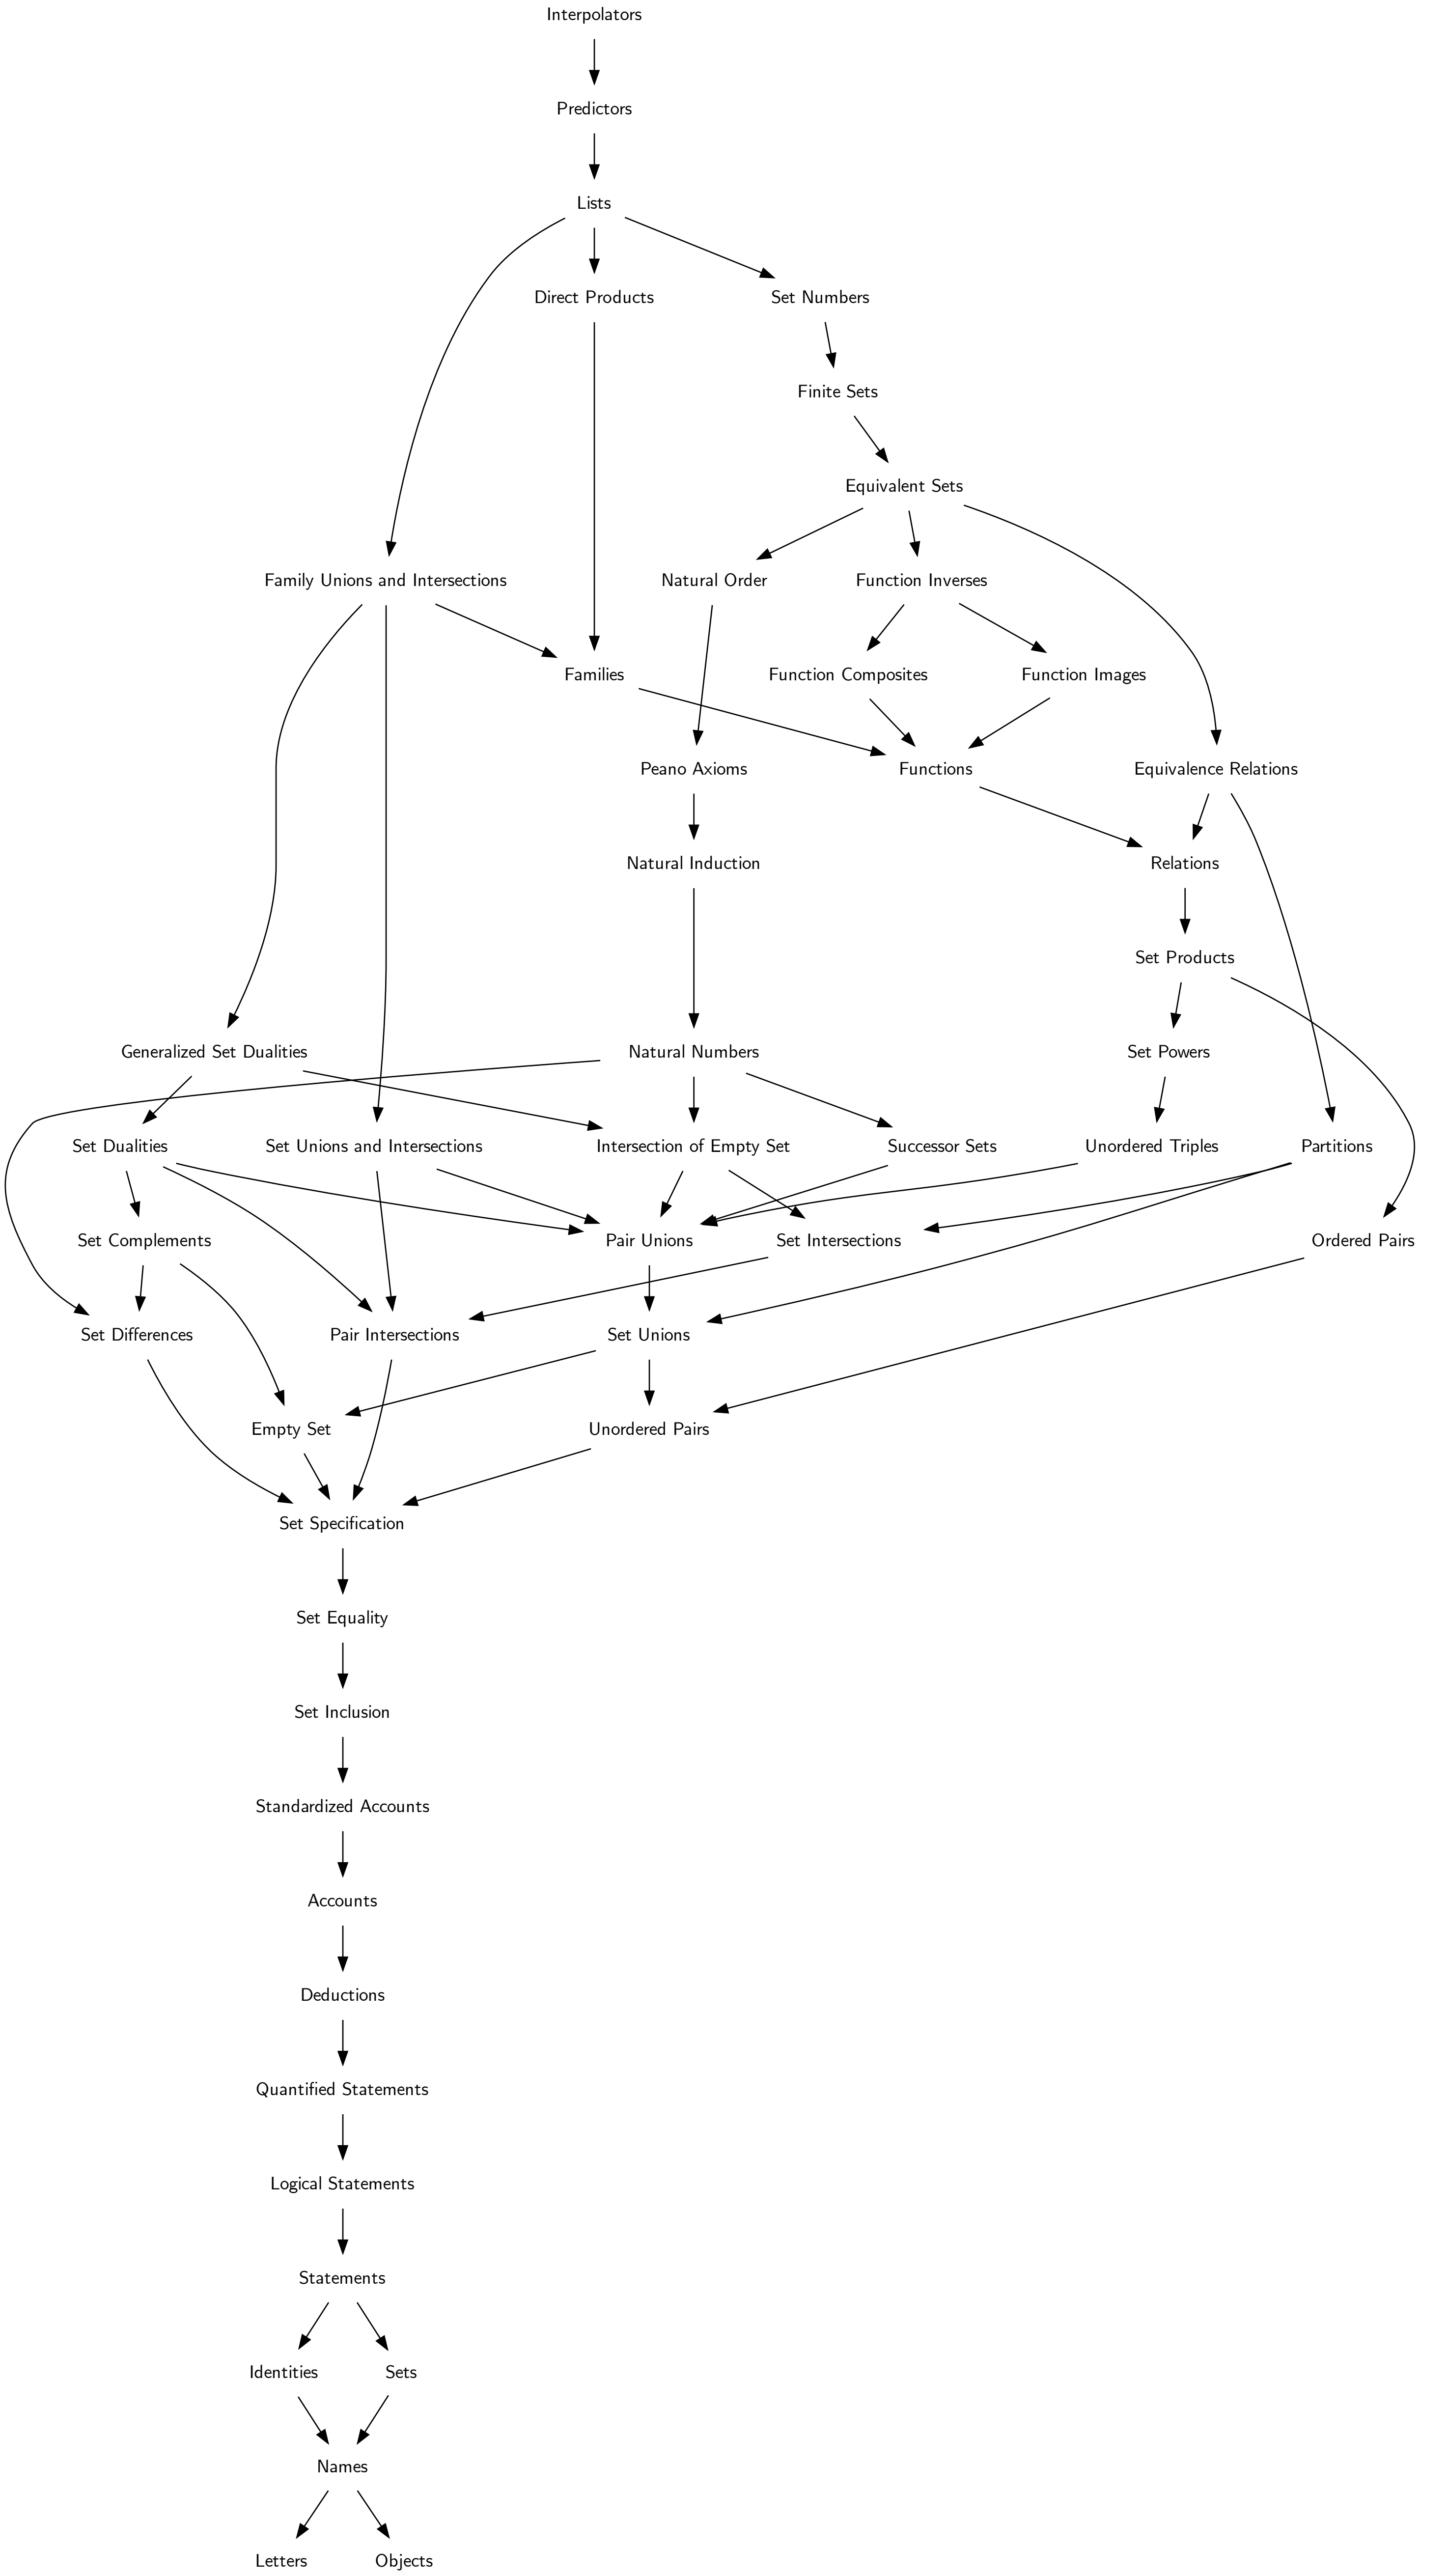 Interpolators
Predictors
Lists
Direct Products
Set Numbers
Finite Sets
Equivalent Sets
Family Unions and Intersections
Natural Order
Function Inverses
Families
Function Composites
Function Images
Peano Axioms
Functions
Equivalence Relations
Natural Induction
Relations
Set Products
Generalized Set Dualities
Natural Numbers
Set Powers
Set Dualities
Set Unions and Intersections
Intersection of Empty Set
Successor Sets
Unordered Triples
Partitions
Set Complements
Pair Unions
Set Intersections
Ordered Pairs
Set Differences
Pair Intersections
Set Unions
Empty Set
Unordered Pairs
Set Specification
Set Equality
Set Inclusion
Standardized Accounts
Accounts
Deductions
Quantified Statements
Logical Statements
Statements
Identities
Sets
Names
Letters
Objects